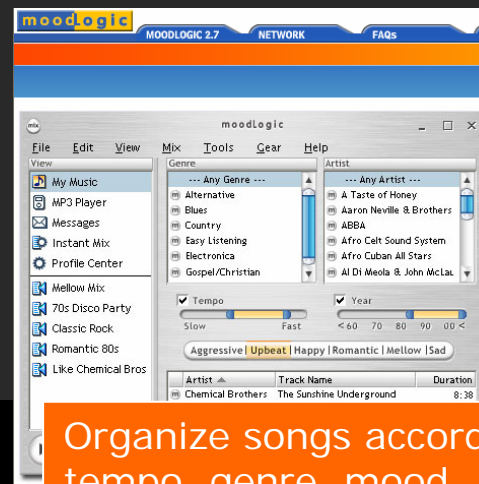 moodlogic
MOODLOGIC 2.7 NETWORK FAQs
mix moodLogic
File Edit View Mix Tools Gear Help
View
My Music
MP3 Player
Messages
Instant Mix
Profile Center
Mellow Mix
70s Disco Party
Classic Rock
Romantic 80s
Like Chemical Bros
Genre
--- Any Genre ---
Alternative
Blues
Country
Easy Listening
Electronica
Gospel/Christian
Artist
--- Any Artist ---
A Taste of Honey
Aaron Neville & Brothers
ABBA
Afro Celt Sound System
Afro Cuban All Stars
Al Di Meola & John McLau
Tempo
Slow Fast
Year
<60 70 80 90 00<
Aggressive | Upbeat | Happy | Romantic | Mellow | Sad
Artist Track Name Duration
Chemical Brothers The Sunshine Underground 8:38
Organize songs accord
tempo, genre, mood,